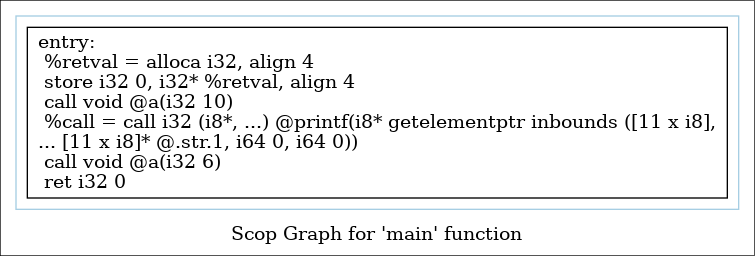 entry:
%retval = alloca i32, align 4
store i32 0, i32* %retval, align 4
call void @a(i32 10)
%call = call i32 (i8*, ...) @printf(i8* getelementptr inbounds ([11 x i8],
... [11 x i8]* @.str.1, i64 0, i64 0))
call void @a(i32 6)
ret i32 0
Scop Graph for 'main' function